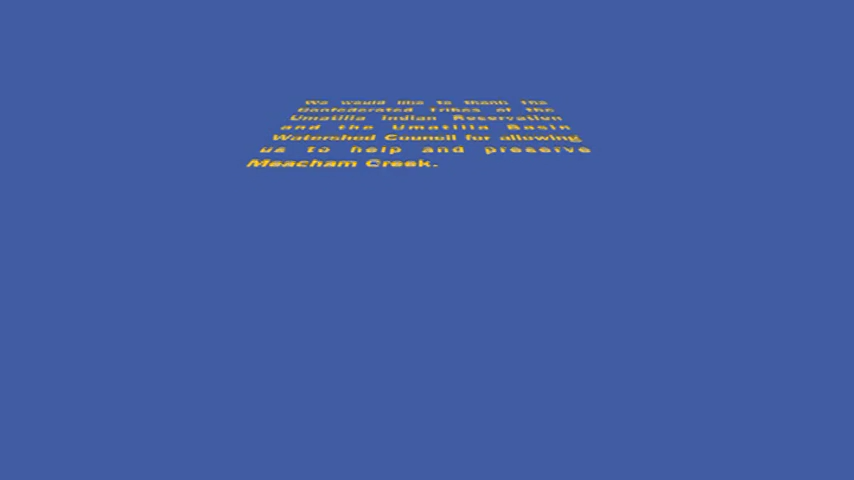 We would like to thank the
Confederated Tribes of the
Umatilla Indian Reservation
and the Umatilla Basin
Watershed Council for allowing
us to help and preserve
Meacham Creek.